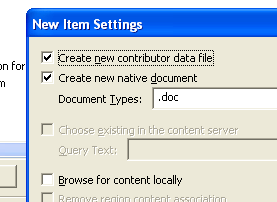 New Item Settings
on for
m
Create new contributor data file
Create new native document
Document Types: .doc
Choose existing in the content server
Query Text:
Browse for content locally
Remove region content association